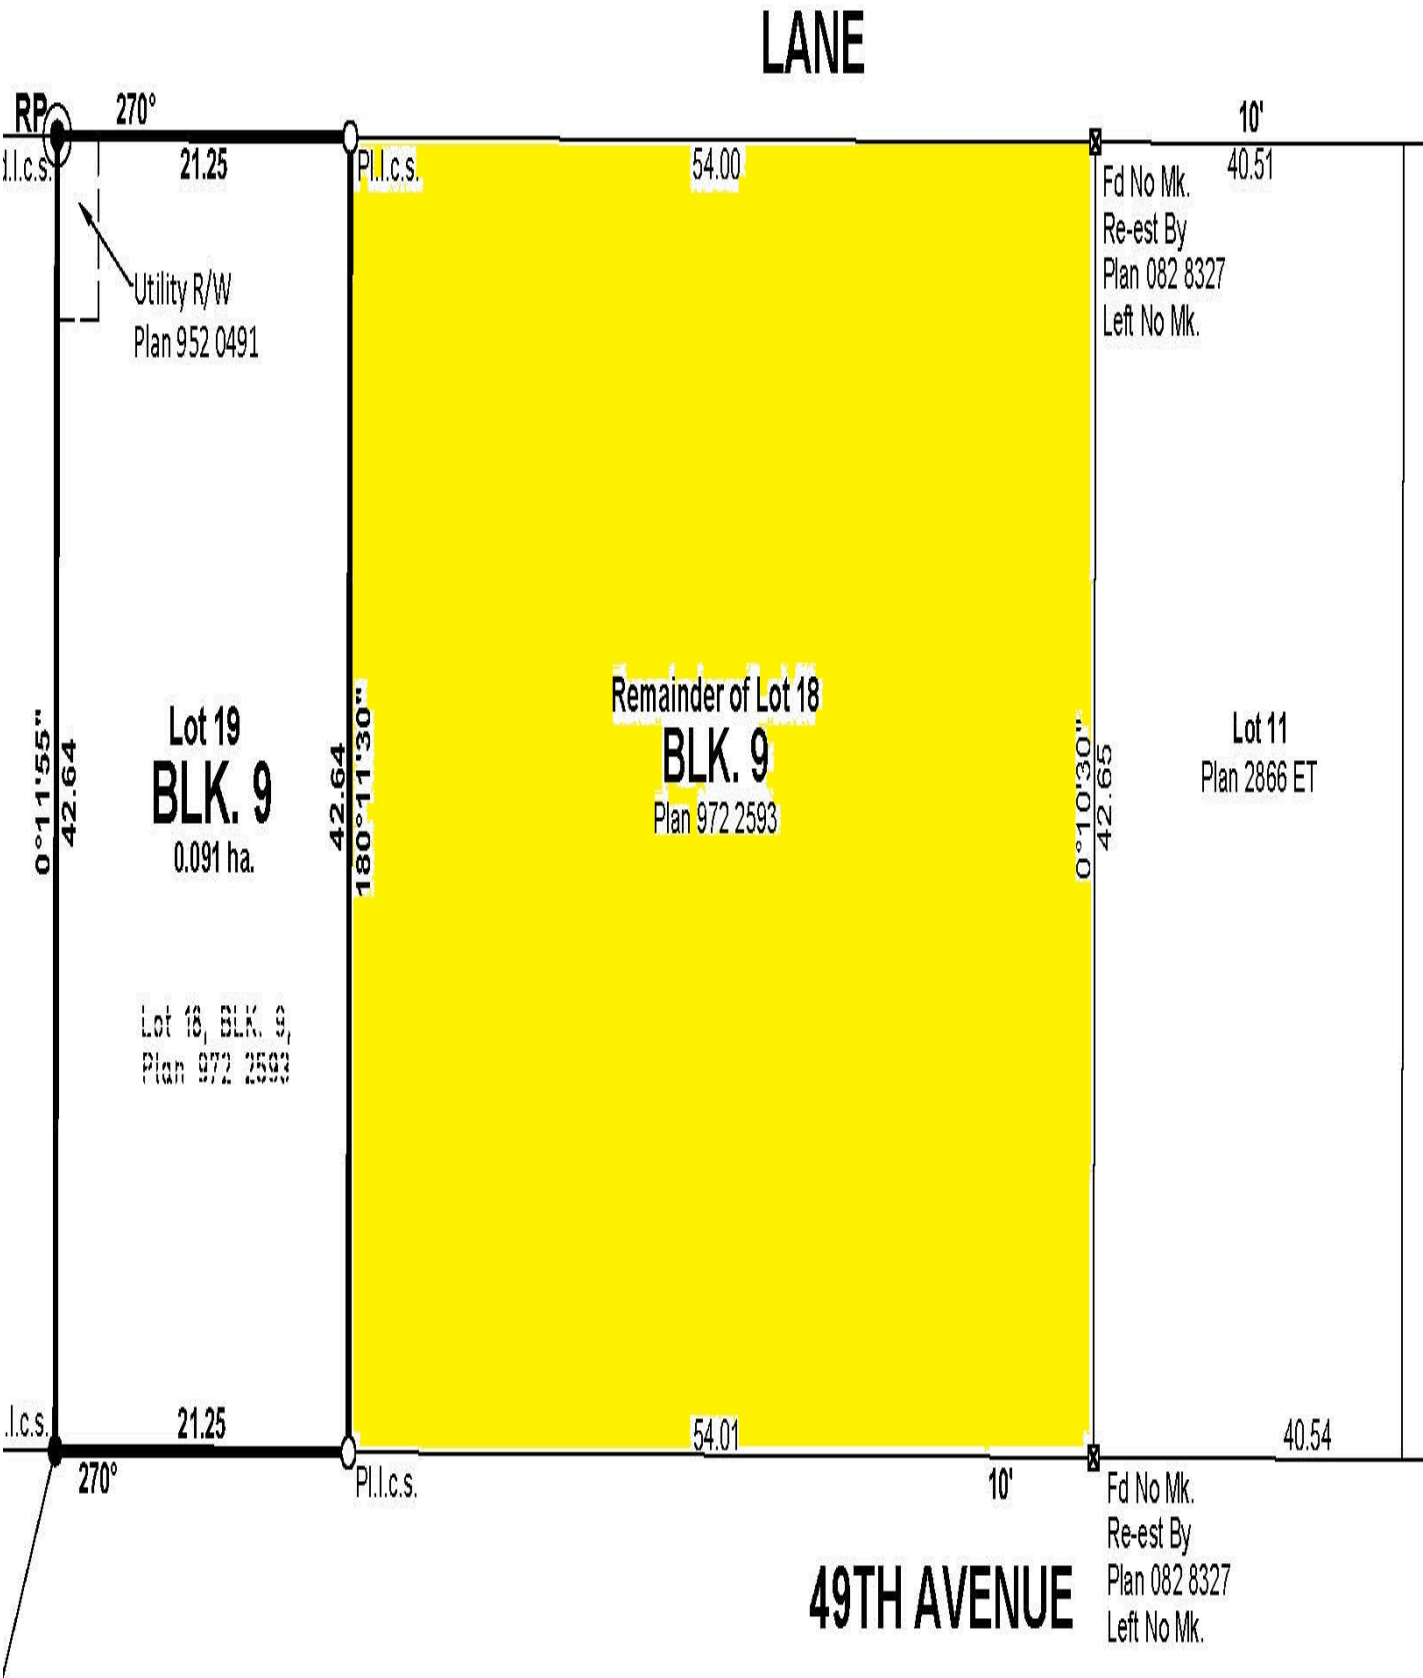 LANE
RP
270°
10'
21.25
Pl.I.c.s.
54.00
40.51
Fd No Mk.
Re-est By
Plan 082 8327
Left No Mk.
Utility R/W
Plan 952 0491
0°11'55"
42.64
Lot 19
BLK. 9
0.091 ha.
42.64
180°11'30"
Remainder of Lot 18
BLK. 9
Plan 972 2593
0°10'30"
42.65
Lot 11
Plan 2866 ET
Lot 18, BLK. 9,
Plan 972 2593
.I.c.s.
21.25
54.01
40.54
270°
Pl.I.c.s.
10'
Fd No Mk.
Re-est By
Plan 082 8327
Left No Mk.
49TH AVENUE